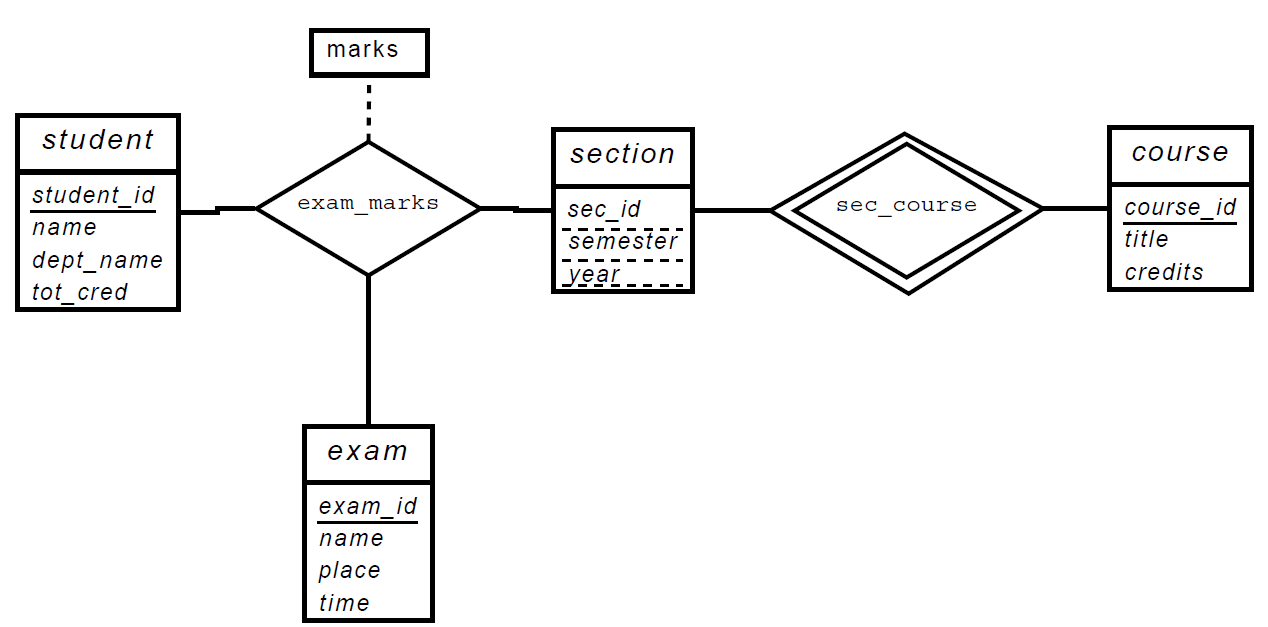 marks
student
student_id
name
dept_name
tot_cred
exam_marks
section
sec_id
semester
year
sec_course
course
course_id
title
credits
exam
exam_id
name
place
time